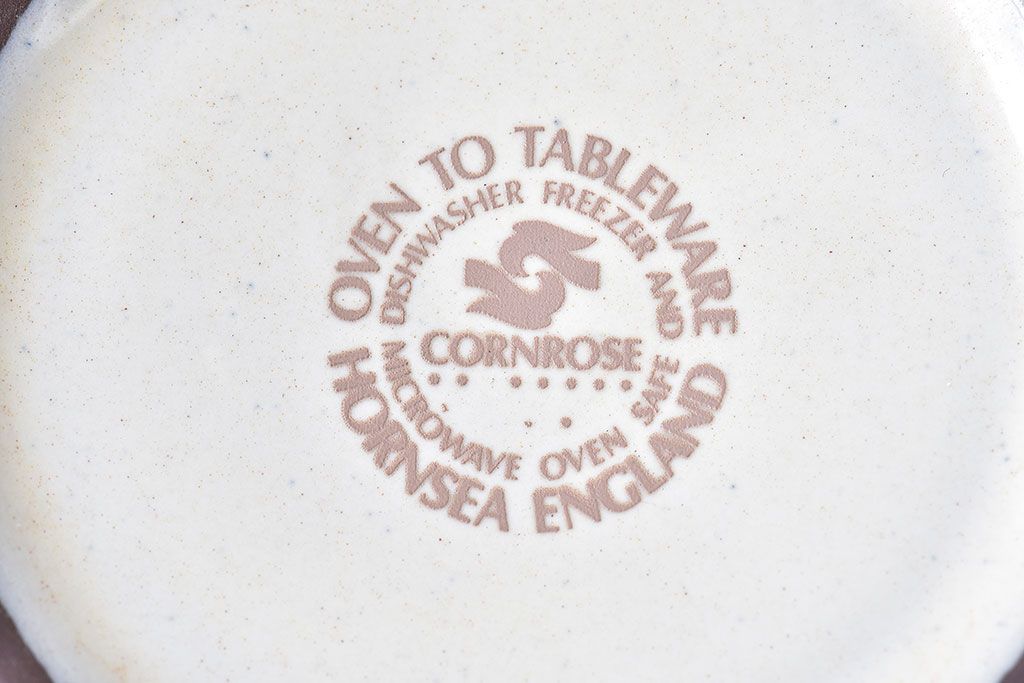 OVEN TO TABLEWARE
DISHWASHER FREEZER AND
CORNROSE
MICROWAVE OVEN SAFE
HORNSEA ENGLAND